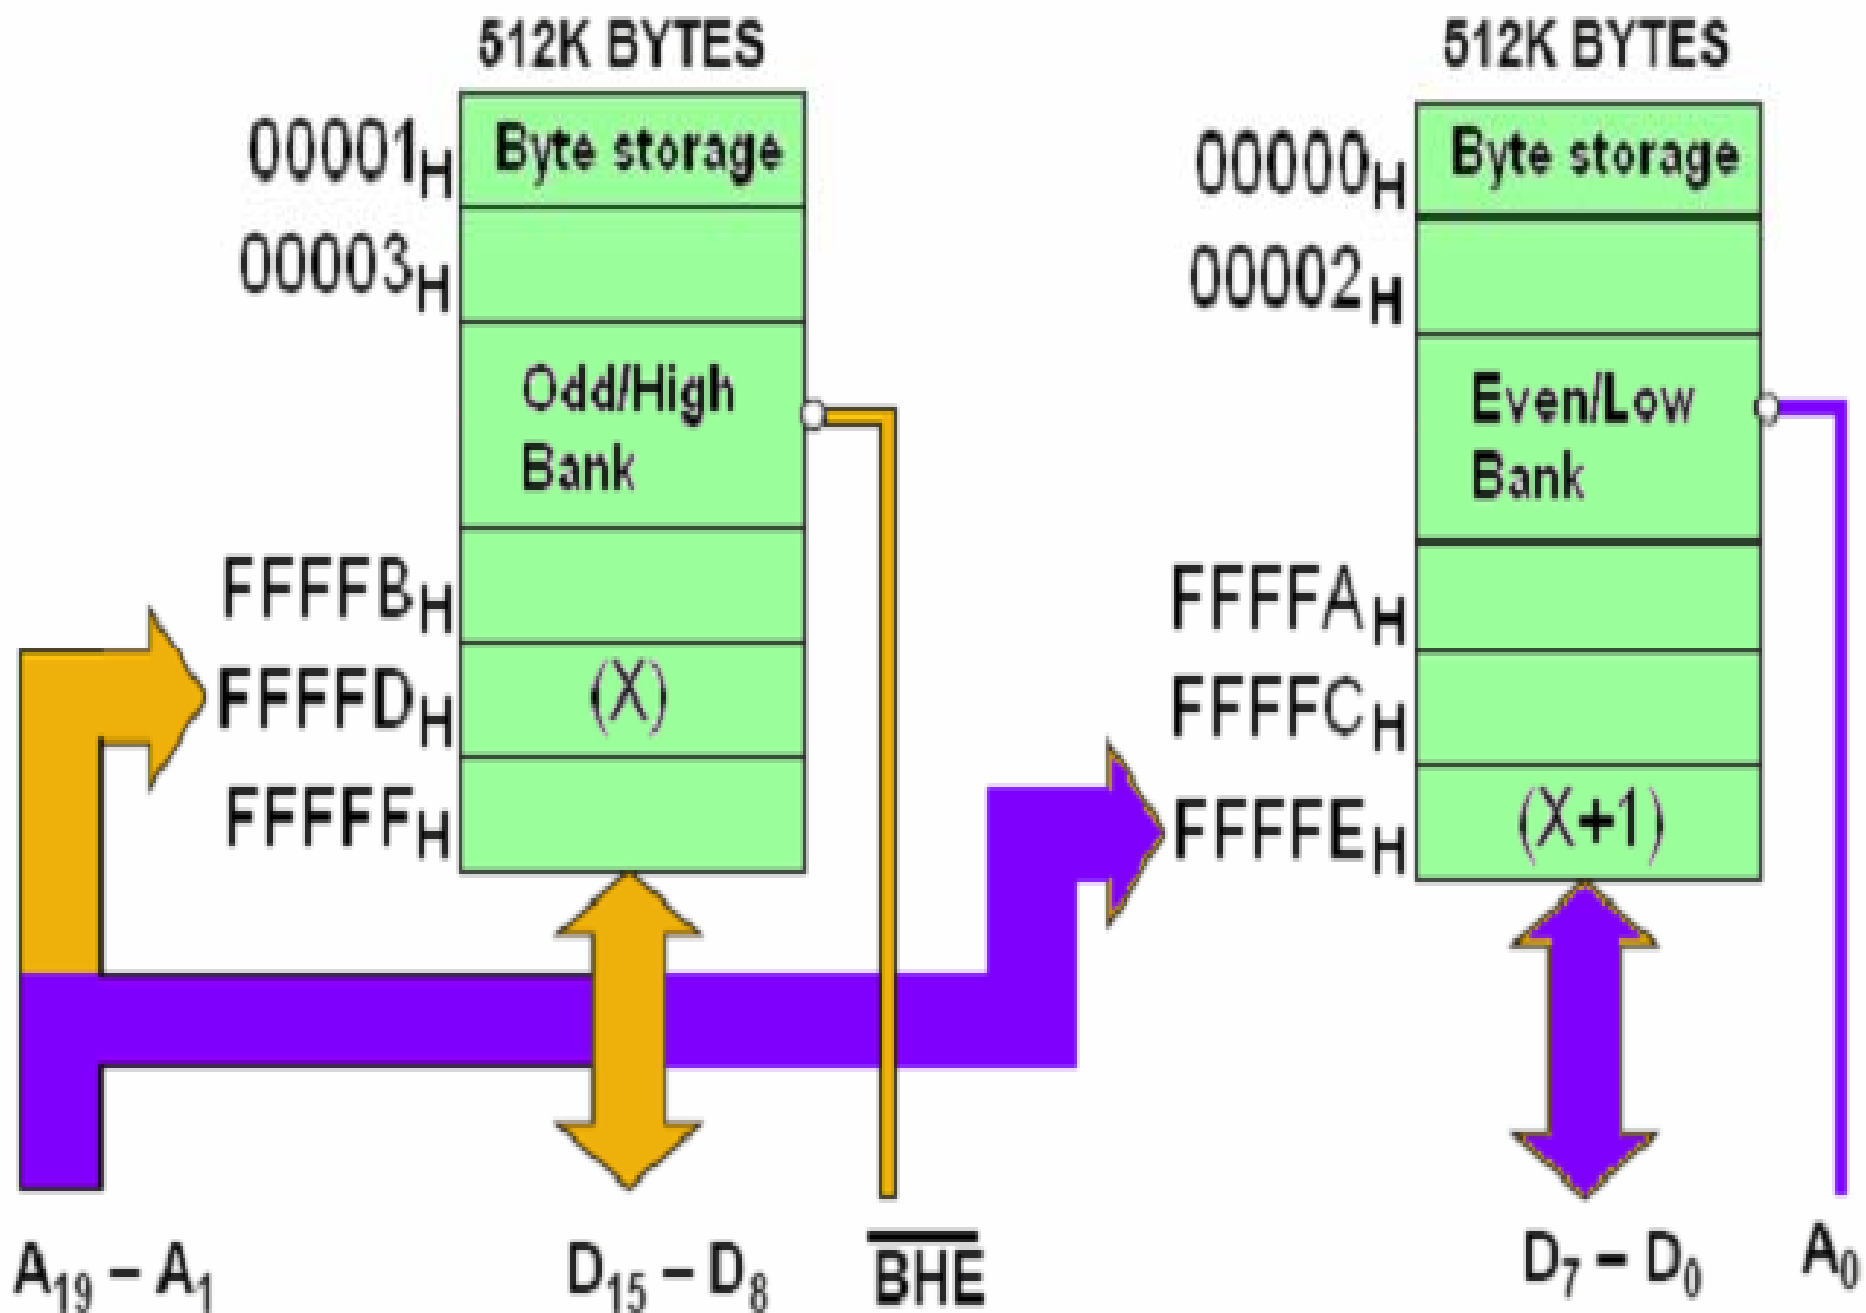 512K BYTES
00001H
Byte storage
00003H
Odd/High
Bank
FFFFBH
FFFFDH
(X)
FFFFFH
512K BYTES
00000H
Byte storage
00002H
Even/Low
Bank
FFFFAH
FFFFCH
FFFFEH
(X+1)
A19 – A1
D15 – D8
BHE
D7 – D0
A0